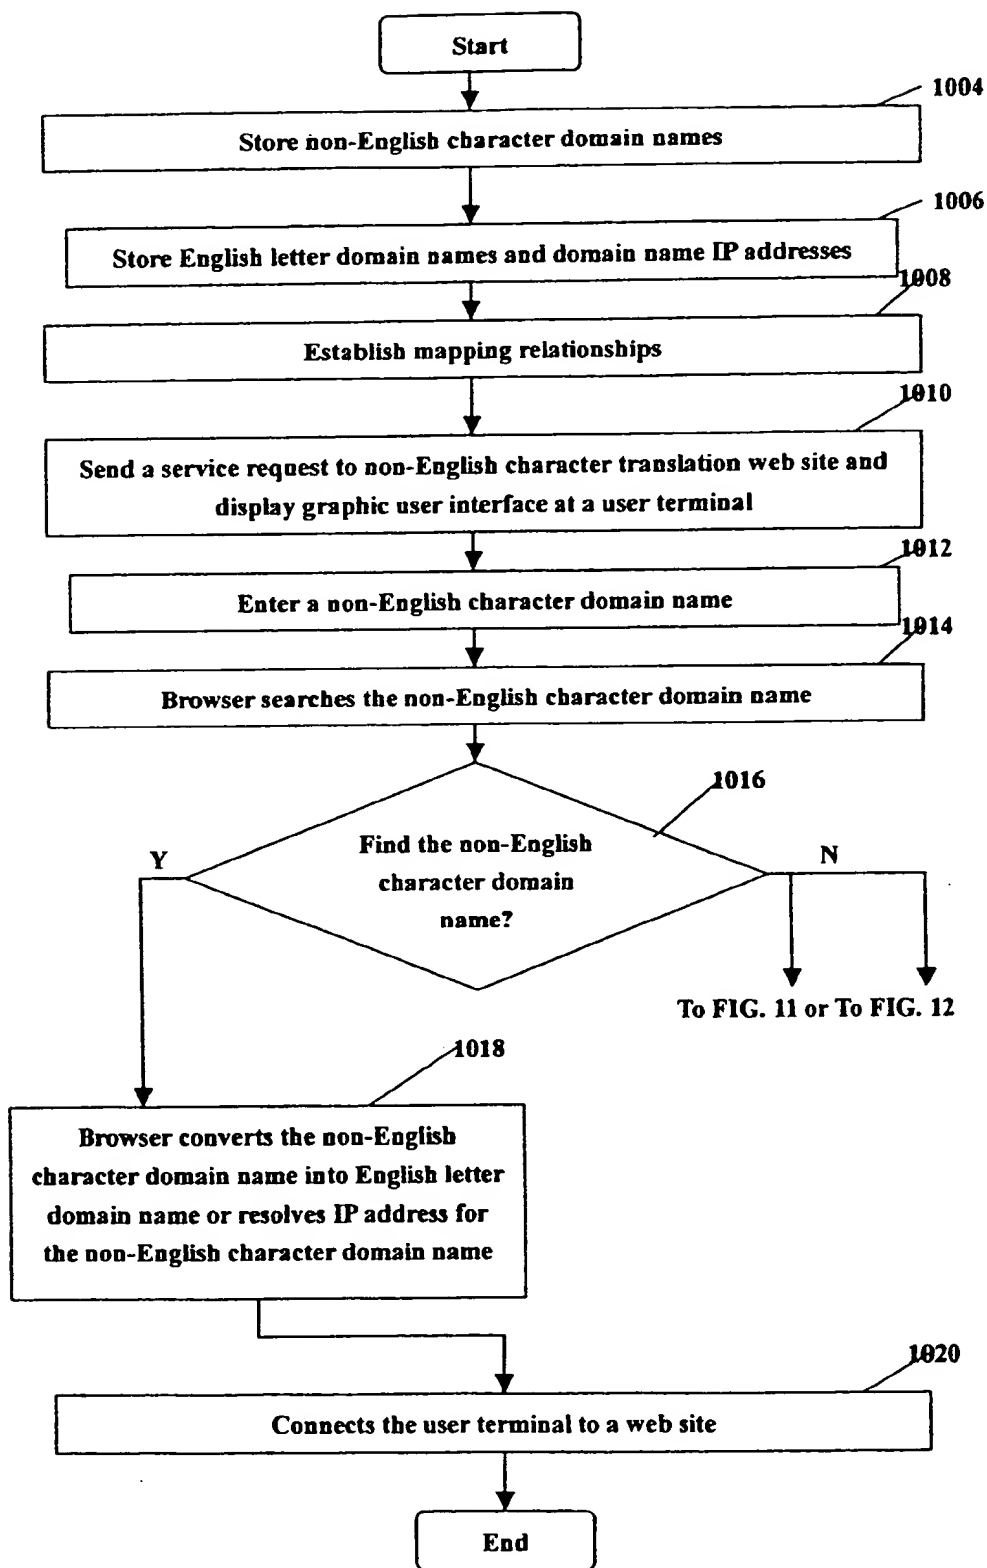 Start
1004
Store non-English character domain names
1006
Store English letter domain names and domain name IP addresses
1008
Establish mapping relationships
1010
Send a service request to non-English character translation web site and
display graphic user interface at a user terminal
1012
Enter a non-English character domain name
1014
Browser searches the non-English character domain name
1016
Find the non-English
character domain
name?
Y
N
To FIG. 11 or To FIG. 12
1018
Browser converts the non-English
character domain name into English letter
domain name or resolves IP address for
the non-English character domain name
1020
Connects the user terminal to a web site
End